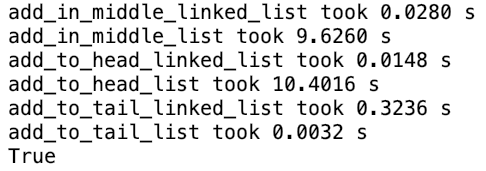 add_in_middle_linked_list took 0.0280 s
add_in_middle_list took 9.6260 s
add_to_head_linked_list took 0.0148 s
add_to_head_list took 10.4016 s
add_to_tail_linked_list took 0.3236 s
add_to_tail_list took 0.0032 s
True